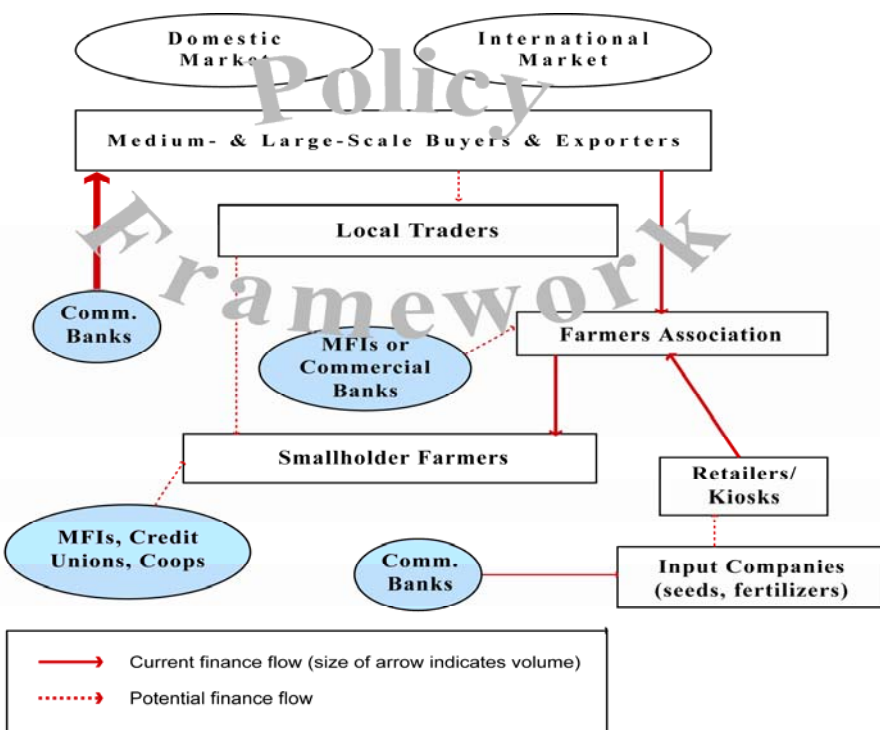 Domestic
Market
International
Market
Policy
Medium- & Large-Scale Buyers & Exporters
Framework
Local Traders
Comm.
Banks
MFIs or
Commercial
Banks
Farmers Association
Smallholder Farmers
Retailers/
Kiosks
MFIs, Credit
Unions, Coops
Comm.
Banks
Input Companies
(seeds, fertilizers)
Current finance flow (size of arrow indicates volume)
Potential finance flow